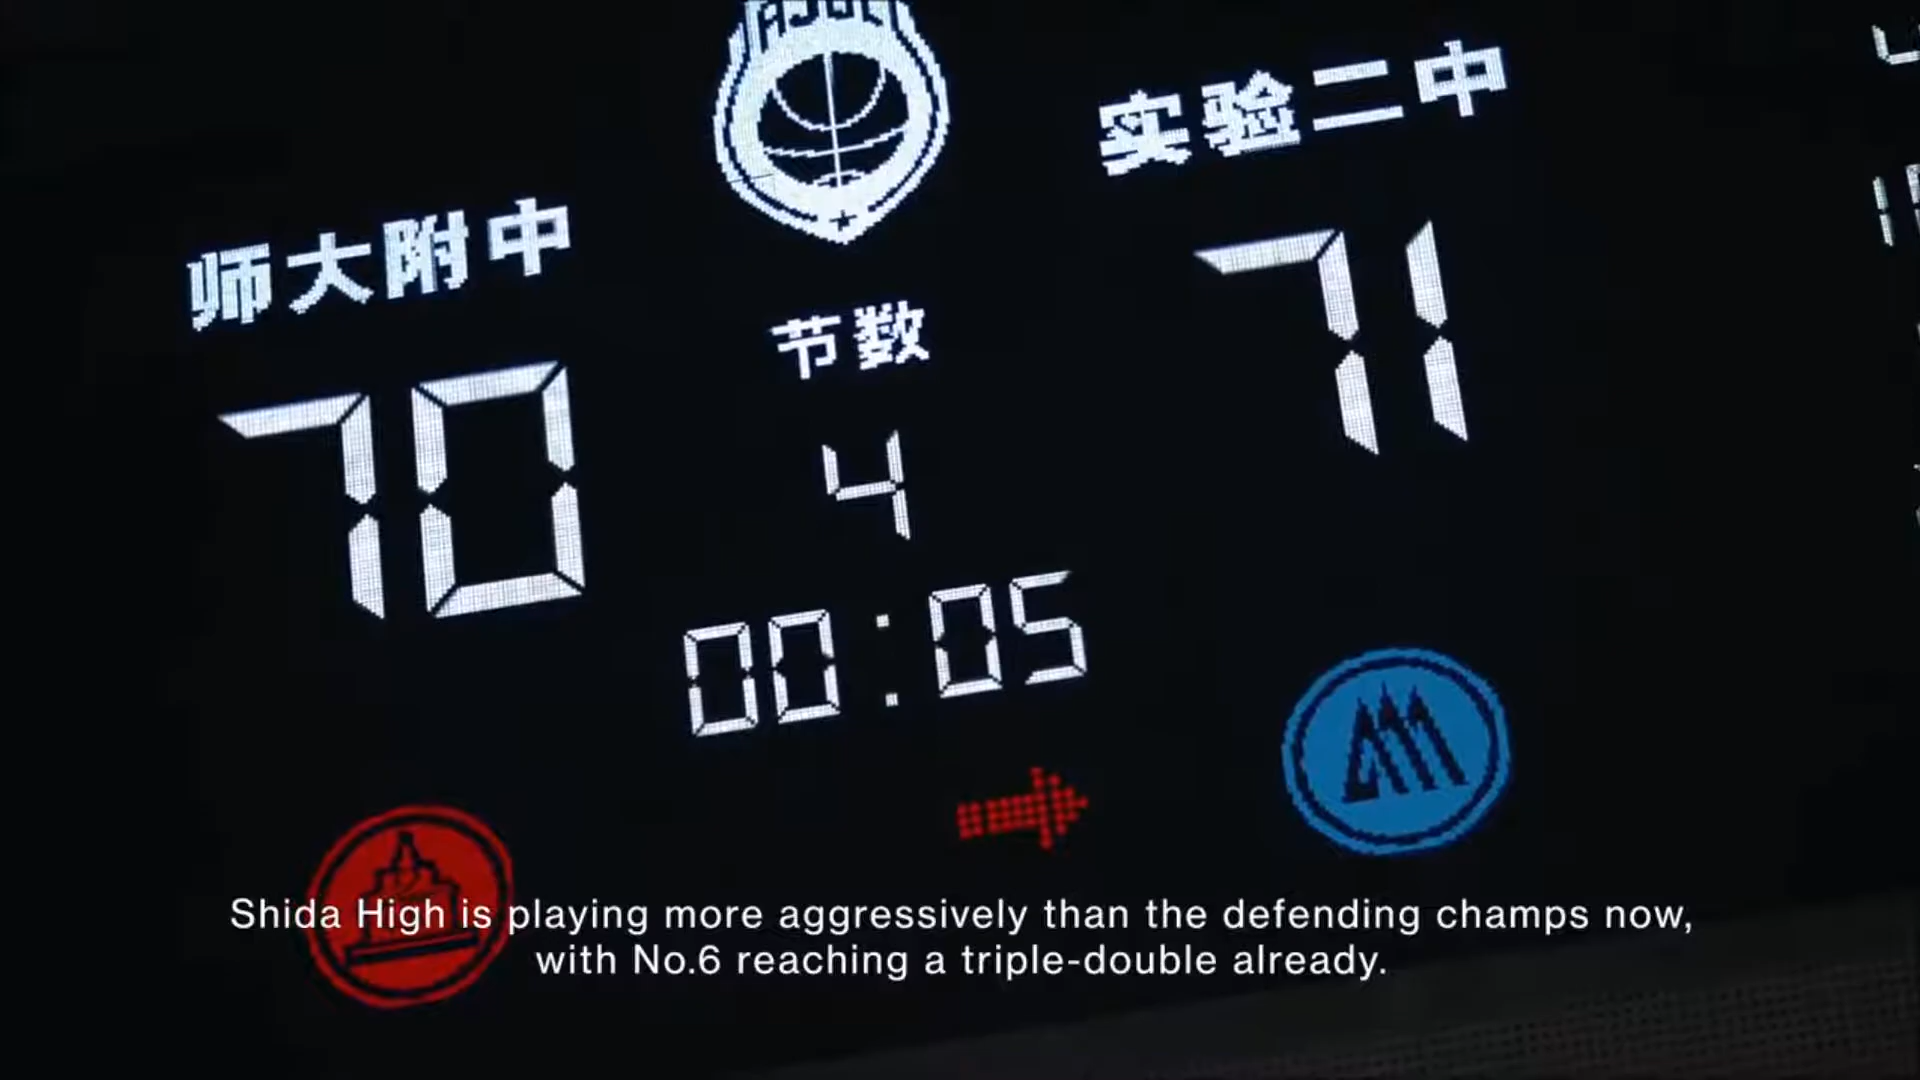 实验二中
师大附中
71
节数
70
4
00:05
Shida High is playing more aggressively than the defending champs now,
with No.6 reaching a triple-double already.